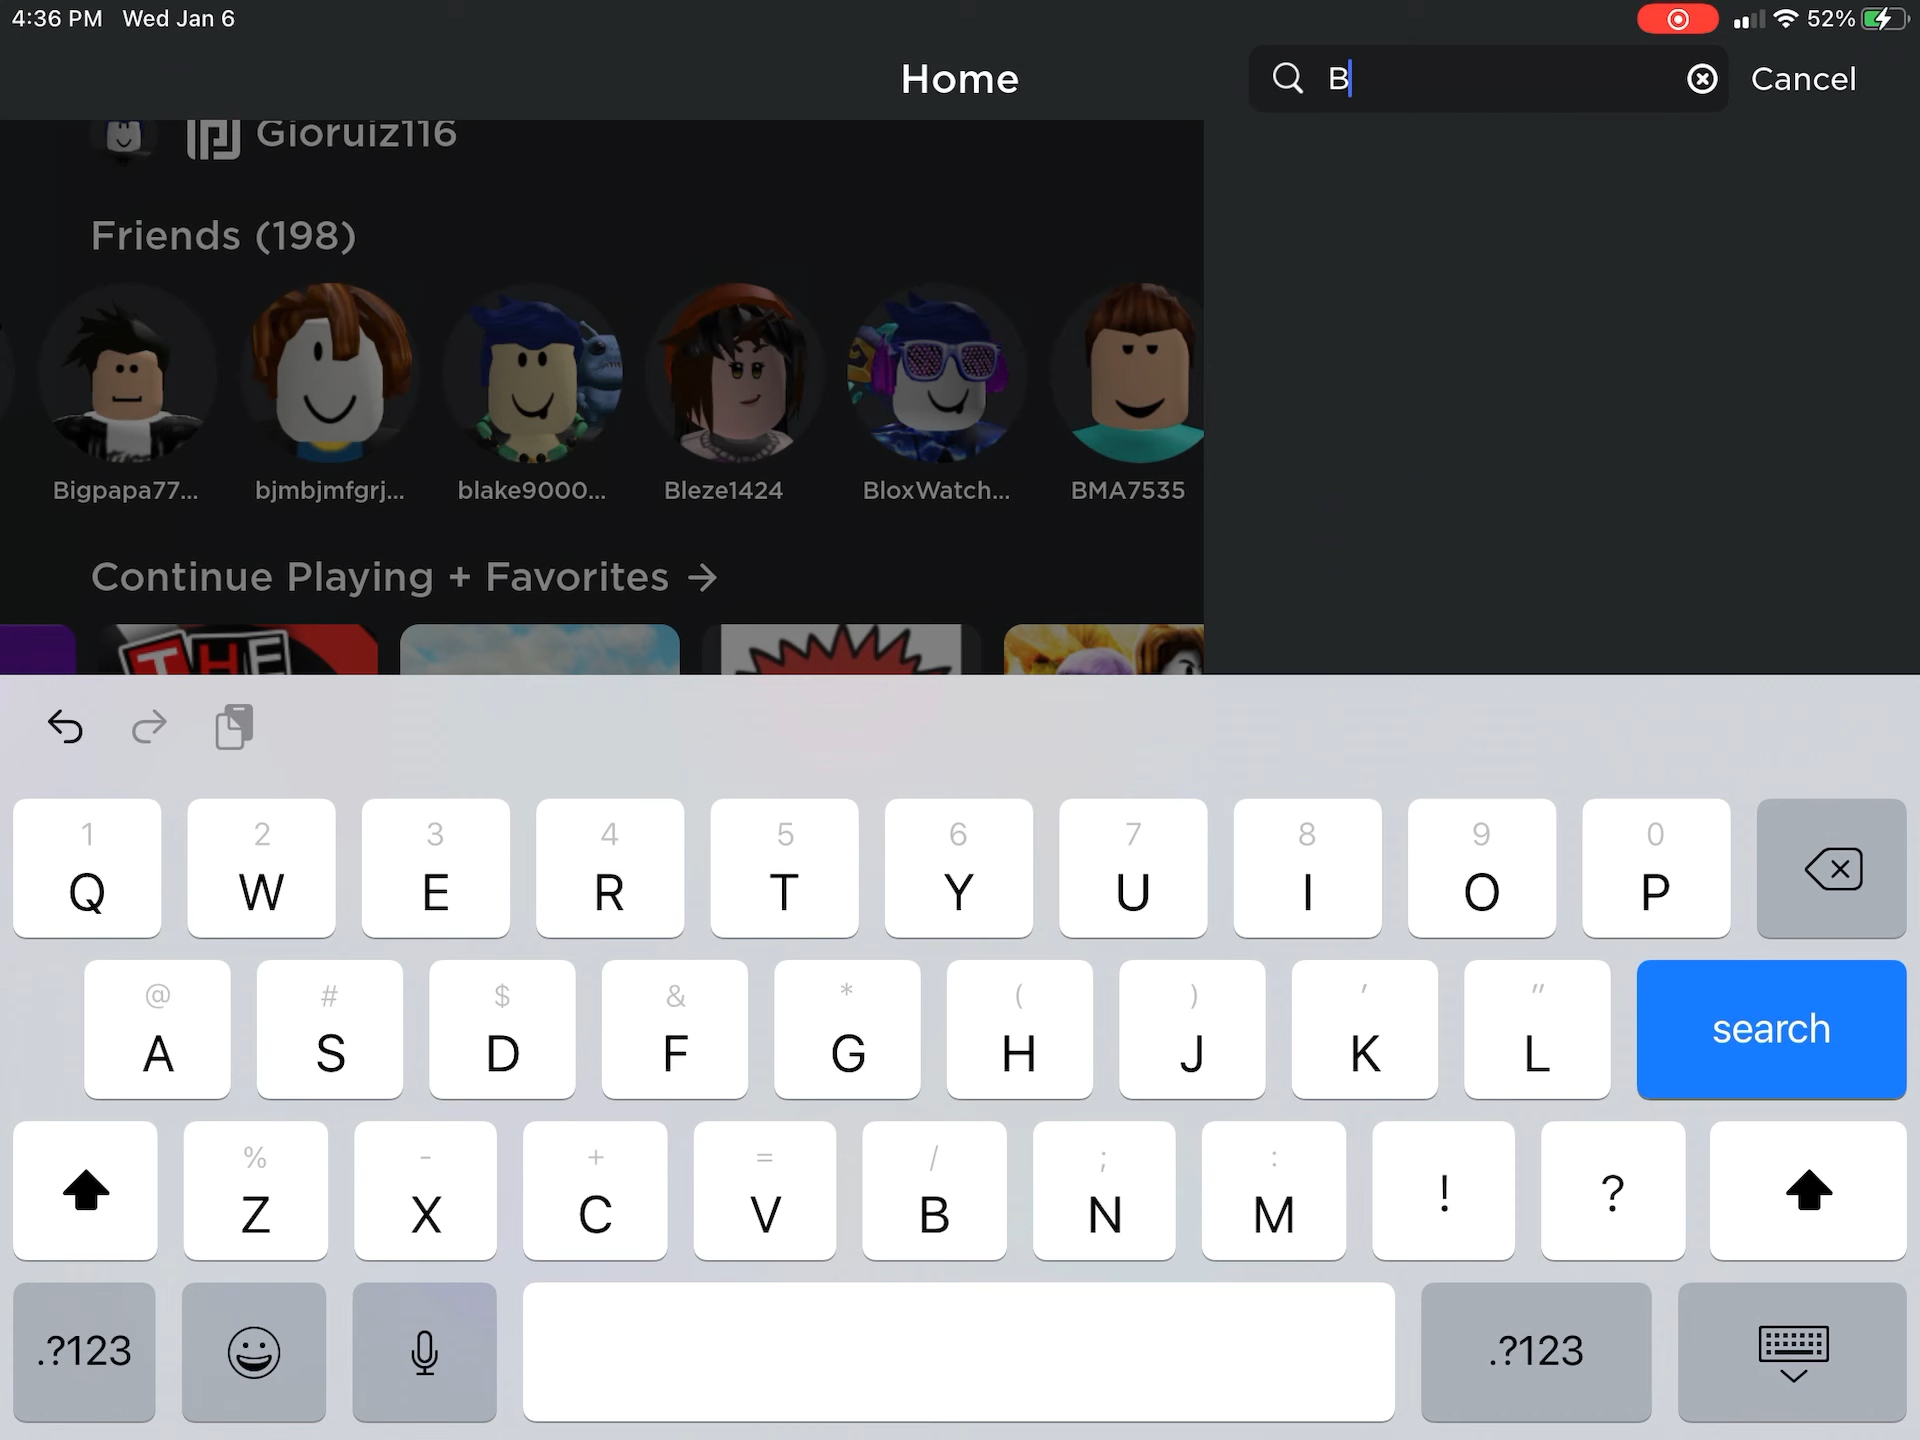 4:36 PM Wed Jan 6
52%
Home
B
Cancel
Gioruiz116
Friends (198)
Bigpapa77...
bjmbjmfgrj...
blake9000...
Bleze1424
BloxWatch...
BMA7535
Continue Playing + Favorites →
THE
1 2 3 4 5 6 7 8 9 0
Q W E R T Y U I O P
@ # $ & * ( ) ' "
A S D F G H J K L
search
% - + = / ; :
Z X C V B N M ! ?
.?123
.?123